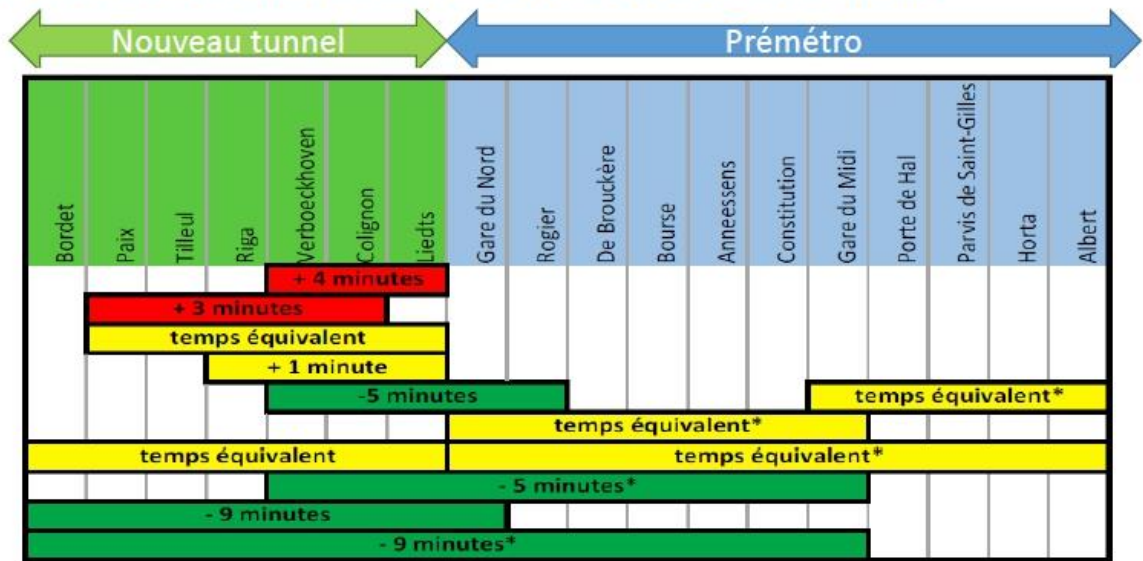 Nouveau tunnel
Prémétro
Bordet
Paix
Tilleul
Riga
Verboeckhoven
Colignon
Liedts
Gare du Nord
Rogier
De Brouckère
Bourse
Anneessens
Constitution
Gare du Midi
Porte de Hal
Parvis de Saint-Gilles
Horta
Albert
+ 4 minutes
+ 3 minutes
temps équivalent
+ 1 minute
-5 minutes
temps équivalent*
temps équivalent*
temps équivalent
temps équivalent*
- 5 minutes*
- 9 minutes
- 9 minutes*